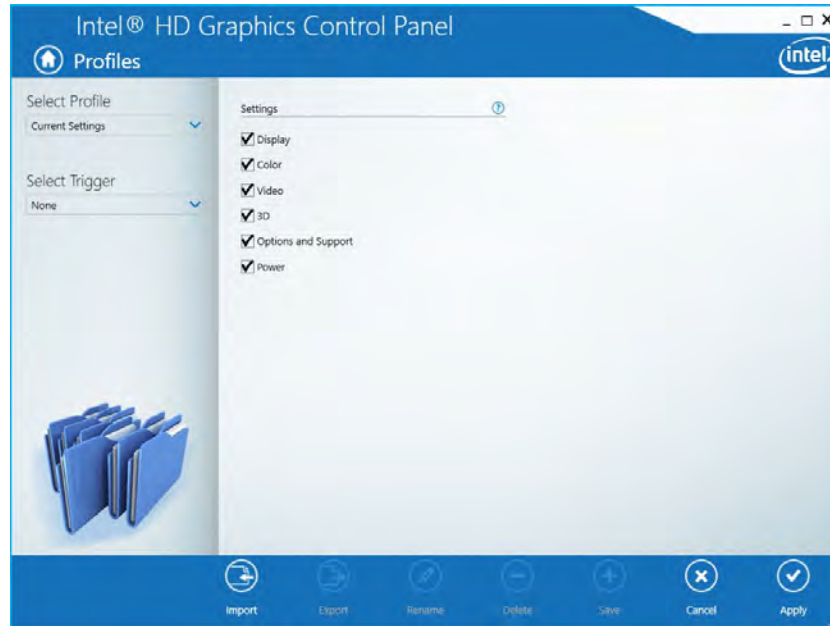 Intel® HD Graphics Control Panel
Profiles
intel
Select Profile
Current Settings
Select Trigger
None
Settings
?
Display
Color
Video
3D
Options and Support
Power
Import
Export
Rename
Delete
Save
Cancel
Apply